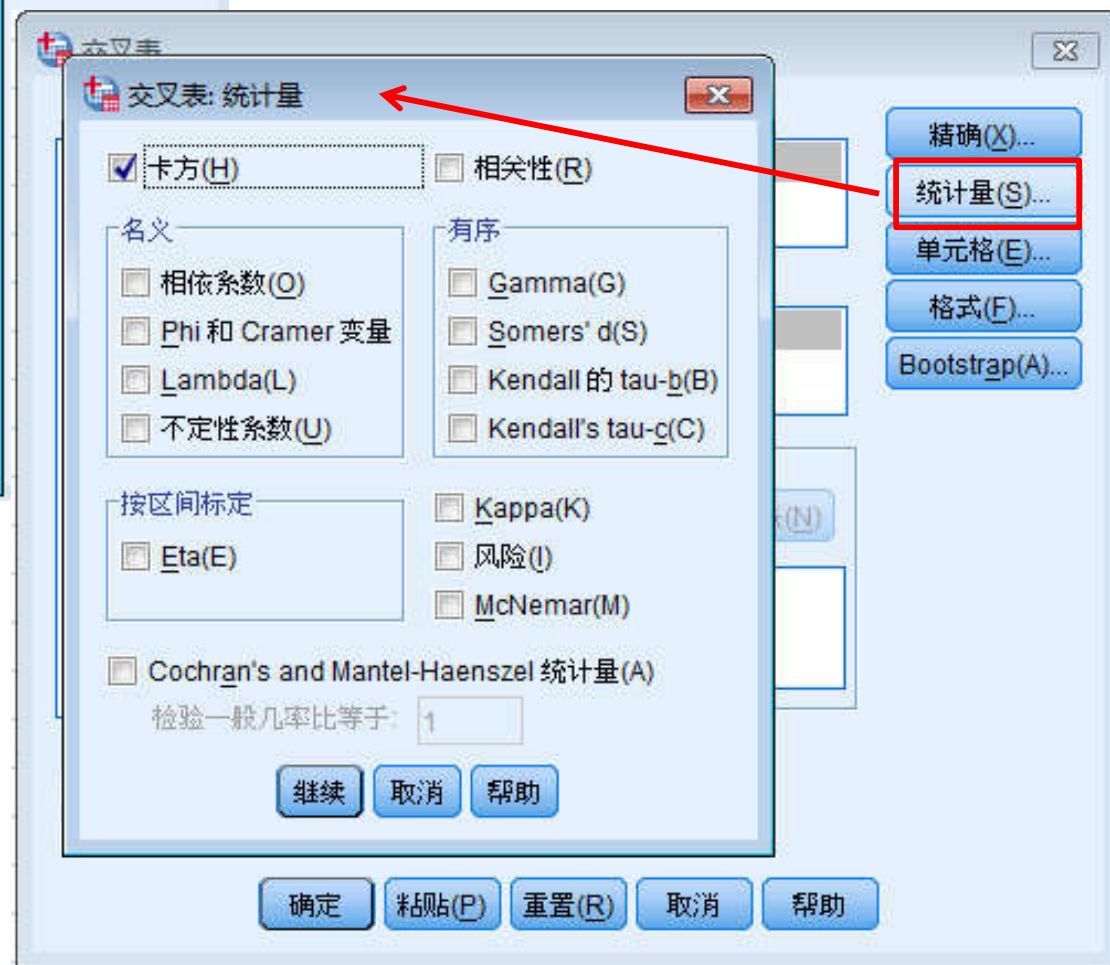 交叉表
交叉表: 统计量
卡方(H)
相关性(R)
名义
相依系数(O)
Phi 和 Cramer 变量
Lambda(L)
不定性系数(U)
有序
Gamma(G)
Somers' d(S)
Kendall 的 tau-b(B)
Kendall's tau-c(C)
按区间标定
Eta(E)
Kappa(K)
风险(I)
McNemar(M)
Cochran's and Mantel-Haenszel 统计量(A)
检验一般几率比等于: 1
继续 取消 帮助
精确(X)...
统计量(S)...
单元格(E)...
格式(F)...
Bootstrap(A)...
(N)
确定 粘贴(P) 重置(R) 取消 帮助